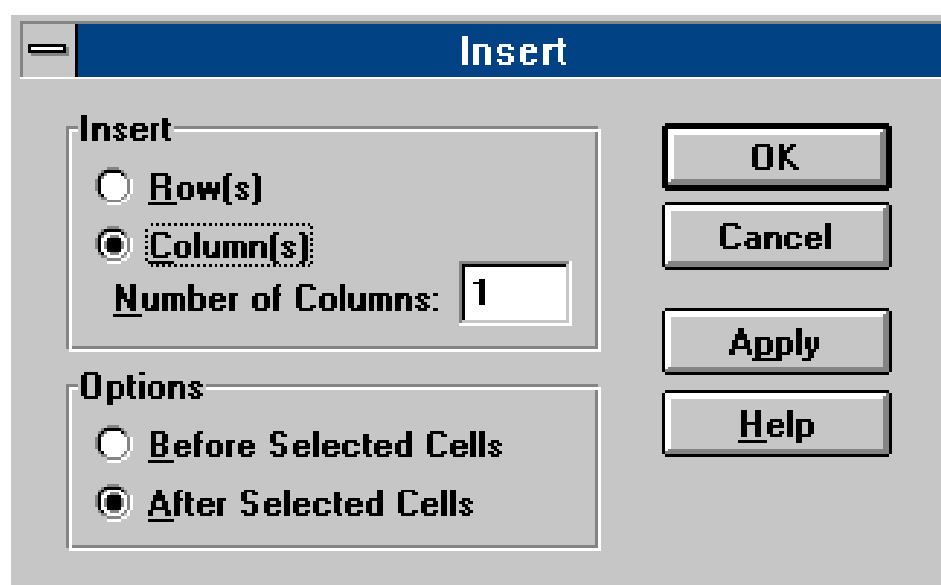 Insert
Insert
Row(s)
Column(s)
Number of Columns: 1
Options
Before Selected Cells
After Selected Cells
OK
Cancel
Apply
Help